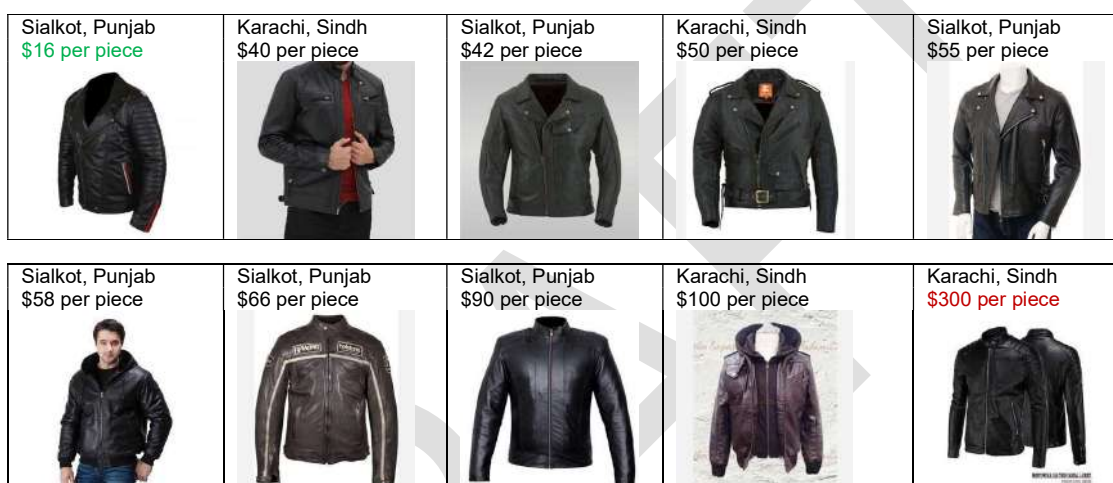 Sialkot, Punjab
$16 per piece
Karachi, Sindh
$40 per piece
Sialkot, Punjab
$42 per piece
Karachi, Sindh
$50 per piece
Sialkot, Punjab
$55 per piece
Sialkot, Punjab
$58 per piece
Sialkot, Punjab
$66 per piece
Sialkot, Punjab
$90 per piece
Karachi, Sindh
$100 per piece
Karachi, Sindh
$300 per piece